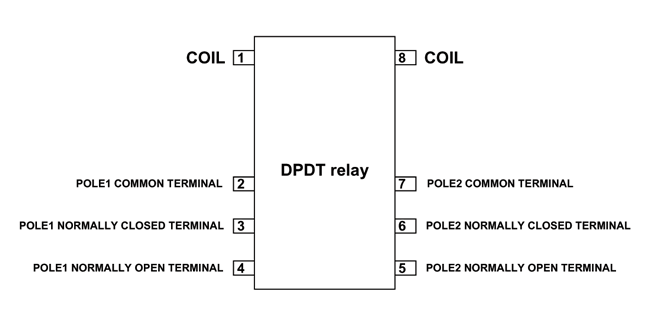 COIL 1 8 COIL
DPDT relay
POLE1 COMMON TERMINAL 2 7 POLE2 COMMON TERMINAL
POLE1 NORMALLY CLOSED TERMINAL 3 6 POLE2 NORMALLY CLOSED TERMINAL
POLE1 NORMALLY OPEN TERMINAL 4 5 POLE2 NORMALLY OPEN TERMINAL